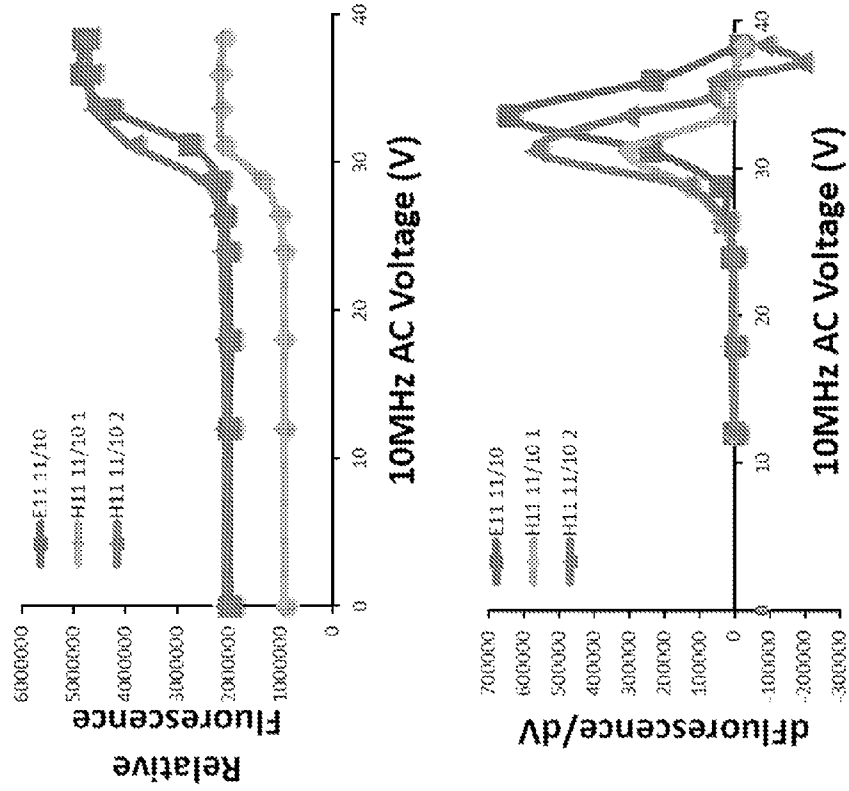 Relative
Fluorescence
6000000
5000000
4000000
3000000
2000000
1000000
0
E11 11/10
H11 11/10 1
H11 11/10 2
0 10 20 30 40
10MHz AC Voltage (V)
dFluorescence/dV
700000
600000
500000
400000
300000
200000
100000
0
-100000
-200000
-300000
E11 11/10
H11 11/10 1
H11 11/10 2
0 10 20 30 40
10MHz AC Voltage (V)